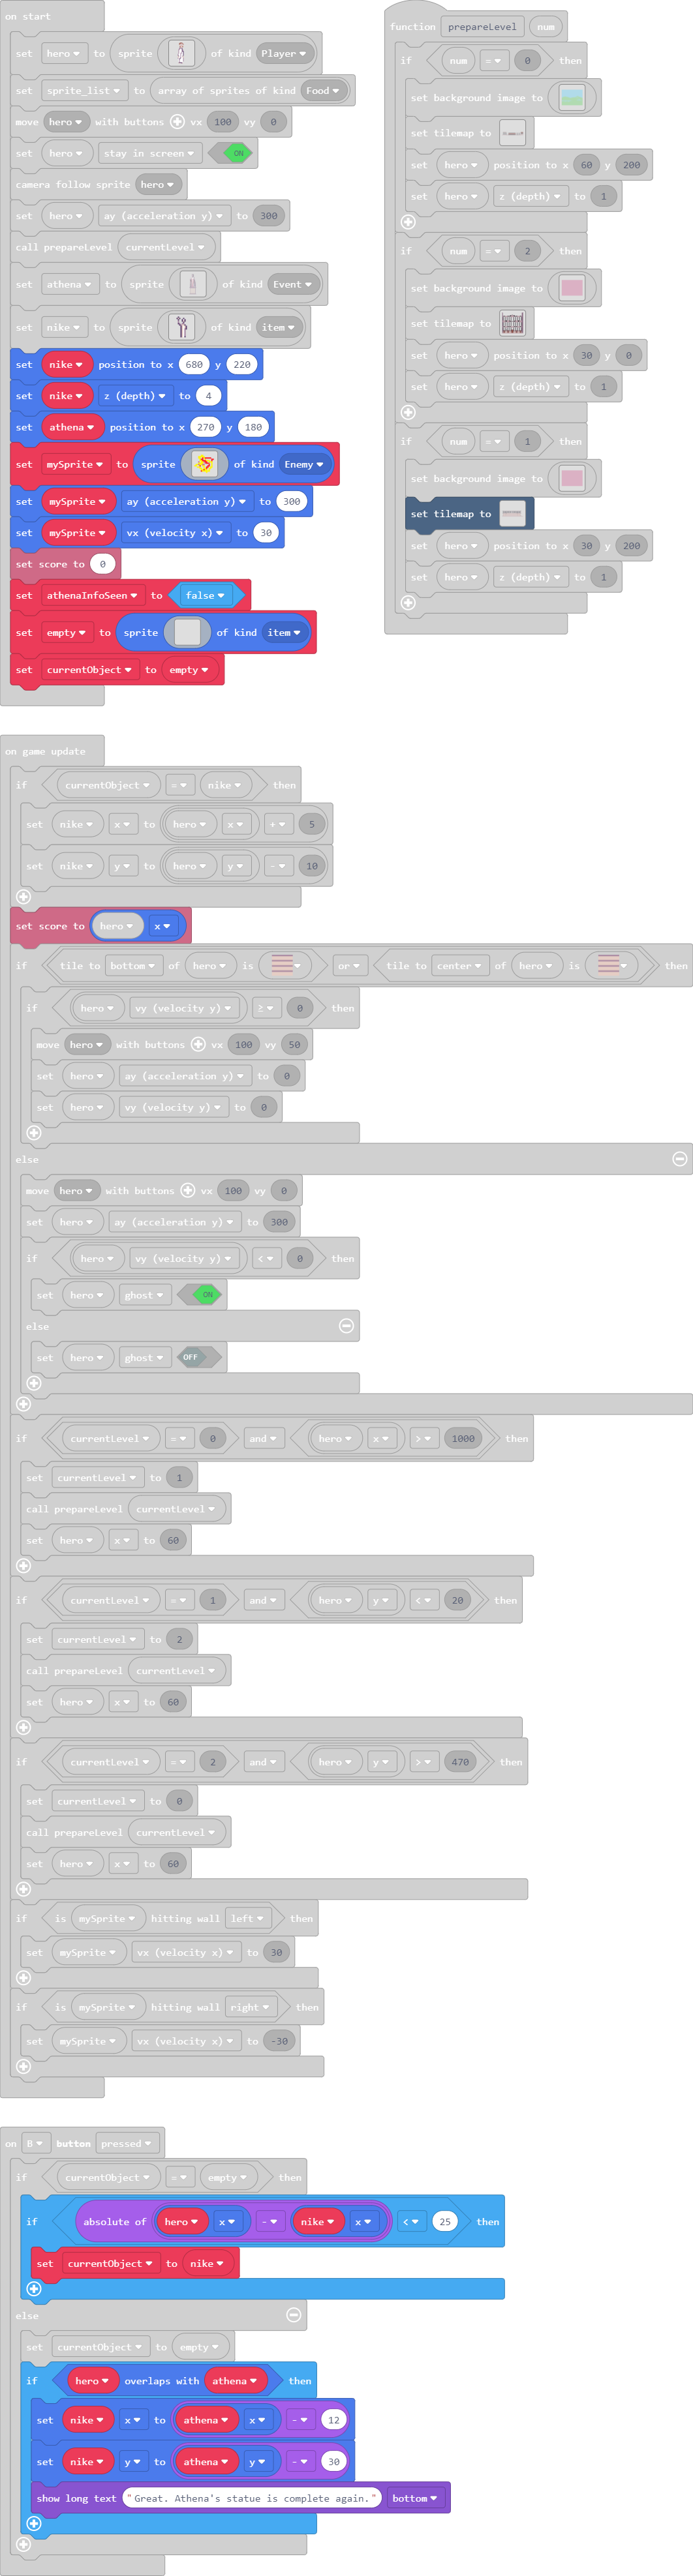 on start
set hero to sprite of kind Player
set sprite_list to array of sprites of kind Food
move hero with buttons vx 100 vy 0
set hero stay in screen ON
camera follow sprite hero
set hero ay (acceleration y) to 300
call prepareLevel currentLevel
set athena to sprite of kind Event
set nike to sprite of kind item
set nike position to x 680 y 220
set nike z (depth) to 4
set athena position to x 270 y 180
set mySprite to sprite of kind Enemy
set mySprite ay (acceleration y) to 300
set mySprite vx (velocity x) to 30
set score to 0
set athenaInfoSeen to false
set empty to sprite of kind item
set currentObject to empty
function prepareLevel num
if num = 0 then
set background image to
set tilemap to
set hero position to x 60 y 200
set hero z (depth) to 1
if num = 2 then
set background image to
set tilemap to
set hero position to x 30 y 0
set hero z (depth) to 1
if num = 1 then
set background image to
set tilemap to
set hero position to x 30 y 200
set hero z (depth) to 1
on game update
if currentObject = nike then
set nike x to hero x + 5
set nike y to hero y - 10
set score to hero x
if tile to bottom of hero is or tile to center of hero is then
if hero vy (velocity y) ≥ 0 then
move hero with buttons vx 100 vy 50
set hero ay (acceleration y) to 0
set hero vy (velocity y) to 0
else
move hero with buttons vx 100 vy 0
set hero ay (acceleration y) to 300
if hero vy (velocity y) < 0 then
set hero ghost ON
else
set hero ghost OFF
if currentLevel = 0 and hero x > 1000 then
set currentLevel to 1
call prepareLevel currentLevel
set hero x to 60
if currentLevel = 1 and hero y < 20 then
set currentLevel to 2
call prepareLevel currentLevel
set hero x to 60
if currentLevel = 2 and hero y > 470 then
set currentLevel to 0
call prepareLevel currentLevel
set hero x to 60
if is mySprite hitting wall left then
set mySprite vx (velocity x) to 30
if is mySprite hitting wall right then
set mySprite vx (velocity x) to -30
on B button pressed
if currentObject = empty then
if absolute of hero x - nike x < 25 then
set currentObject to nike
else
set currentObject to empty
if hero overlaps with athena then
set nike x to athena x - 12
set nike y to athena y - 30
show long text "Great. Athena's statue is complete again." bottom